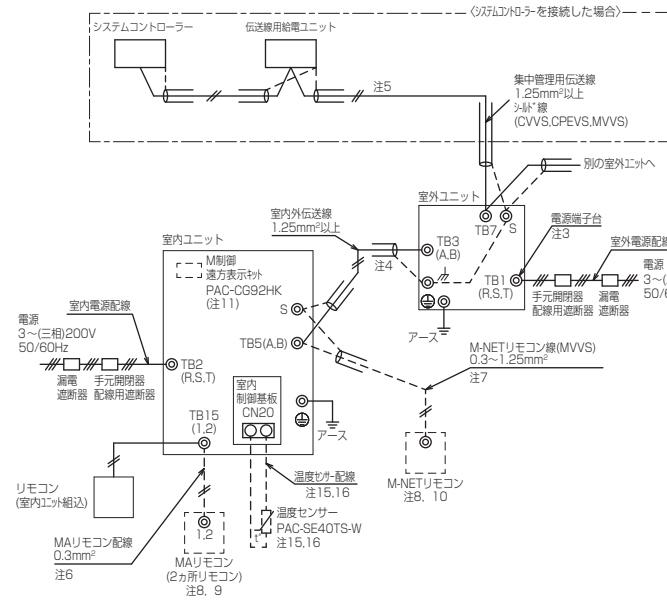 〈システムコントローラーを接続した場合〉
システムコントローラー
伝送線用給電ユニット
注5
集中管理用伝送線
1.25mm²以上
シールド線
(CVVS,CPEVS,MVVS)
別の室外ユニットへ
室外ユニット
TB7
S
電源端子台
注3
室内外伝送線
1.25mm²以上
TB3
(A,B)
注4
TB1
(R,S,T)
室外電源配線
電源
3〜(
50/6
手元開閉器
配線用遮断器
漏電
遮断器
アース
室内ユニット
M制御
遠方表示キット
PAC-CG92HK
(注11)
S
TB5(A,B)
室内電源配線
電源
3〜(三相)200V
50/60Hz
漏電
遮断器
手元開閉器
配線用遮断器
TB2
(R,S,T)
室内
制御基板
CN20
TB15
(1,2)
アース
M-NETリモコン線(MVVS)
0.3〜1.25mm²
注7
M-NETリモコン
注8、10
リモコン
(室内ユニット組込)
温度センサー配線
注15,16
温度センサー
PAC-SE40TS-W
注15,16
t°
1,2
MAリモコン配線
0.3mm²
注6
MAリモコン
(2ヵ所リモコン)
注8、9